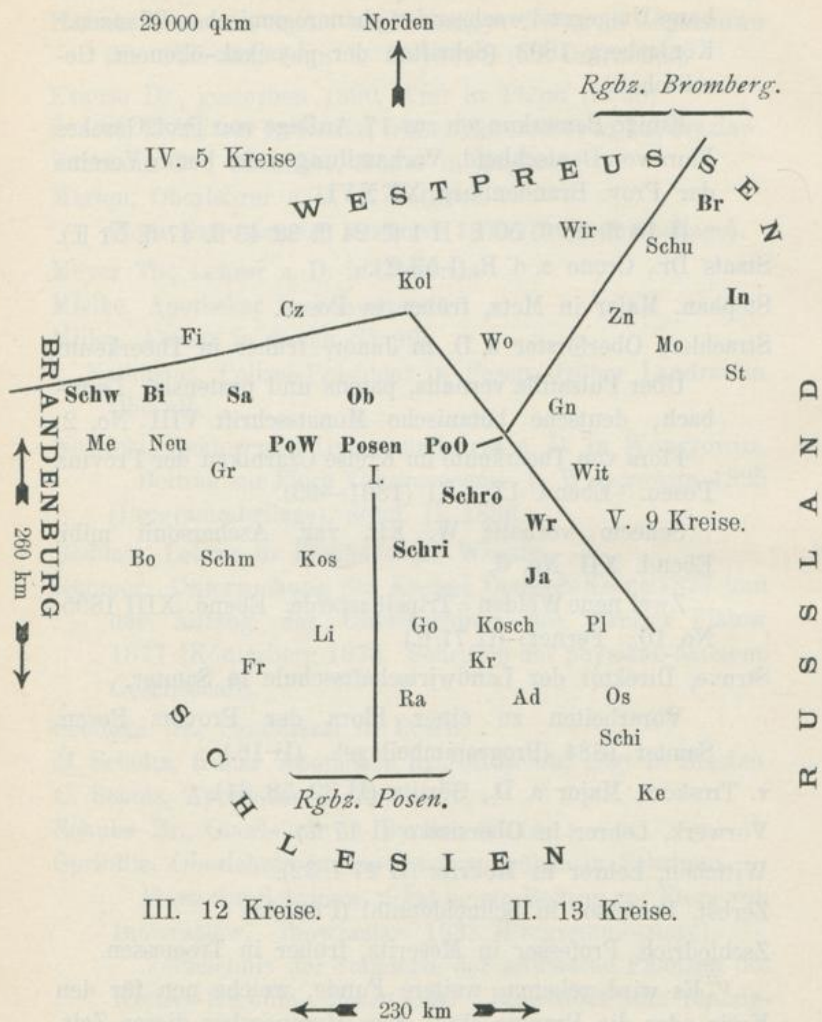 29 000 qkm
Norden
Rgbz. Bromberg.
IV. 5 Kreise
WESTPREUSSEN
Br
Wir
Schu
Kol
In
Cz
Zn
Fi
Wo
Mo
St
BRANDENBURG
Schw Bi Sa Ob
Gn
RUSSLAND
Me Neu PoW Posen PoO
Gr
I
Wit
Schro
Wr
V. 9 Kreise.
Bo Schm Kos
Schri
Ja
260 km
Li
Go Kosch Pl
Fr
Kr
Ra Ad Os
SCHLESIEN
Schi
Rgbz. Posen.
Ke
III. 12 Kreise.
II. 13 Kreise.
230 km